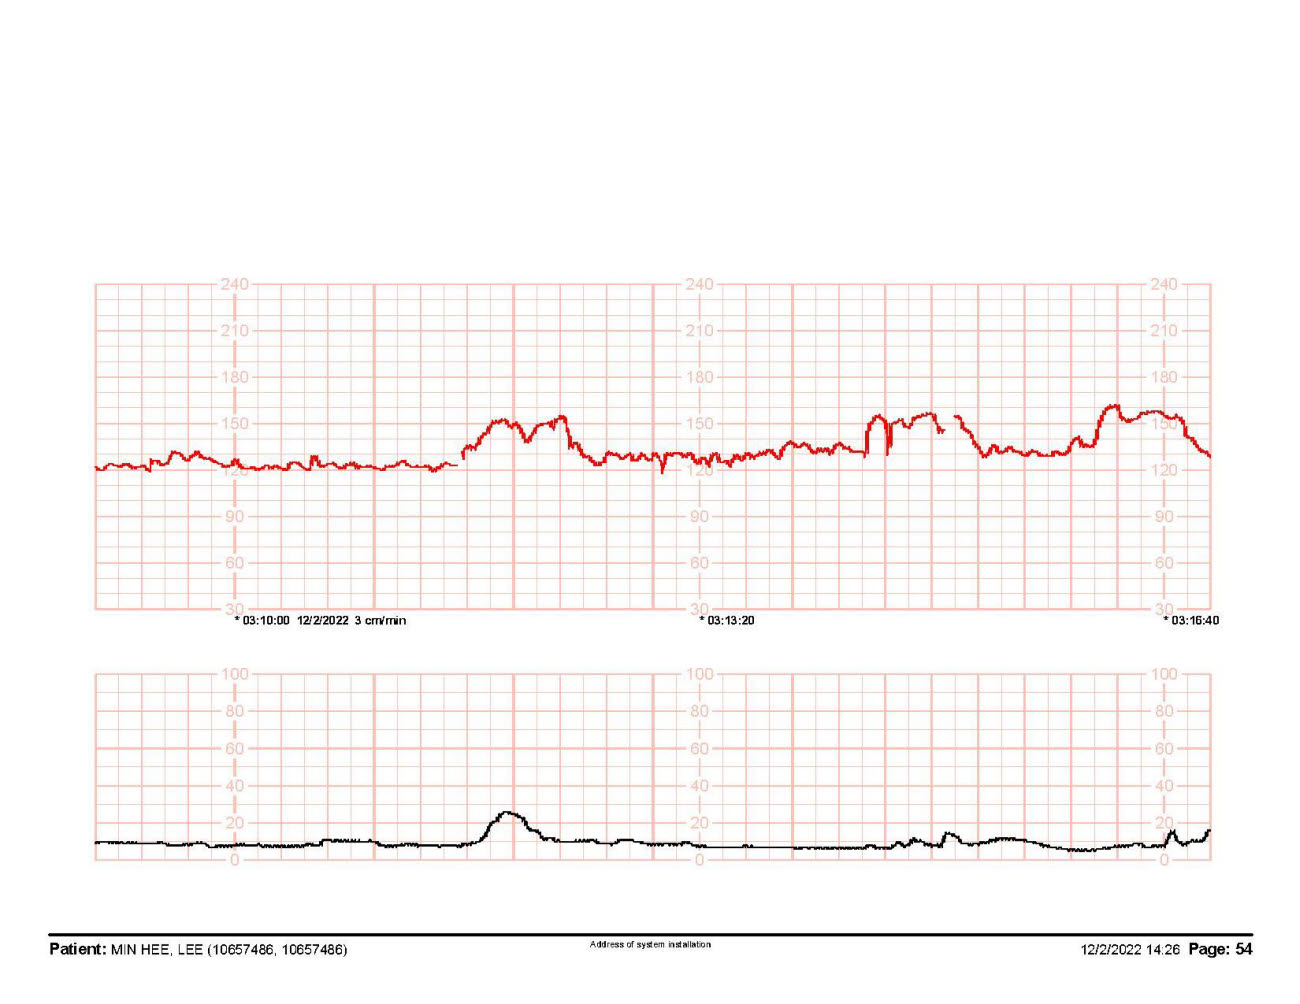 240 240 240
210 210 210
180 180 180
150 150 150
120 120 120
90 90 90
60 60 60
30 30 30
* 03:10:00 12/2/2022 3 cm/min * 03:13:20 * 03:16:40
100 100 100
80 80 80
60 60 60
40 40 40
20 20 20
0 0 0
Patient: MIN HEE, LEE (10657486, 10657486) Address of system installation 12/2/2022 14:26 Page: 54